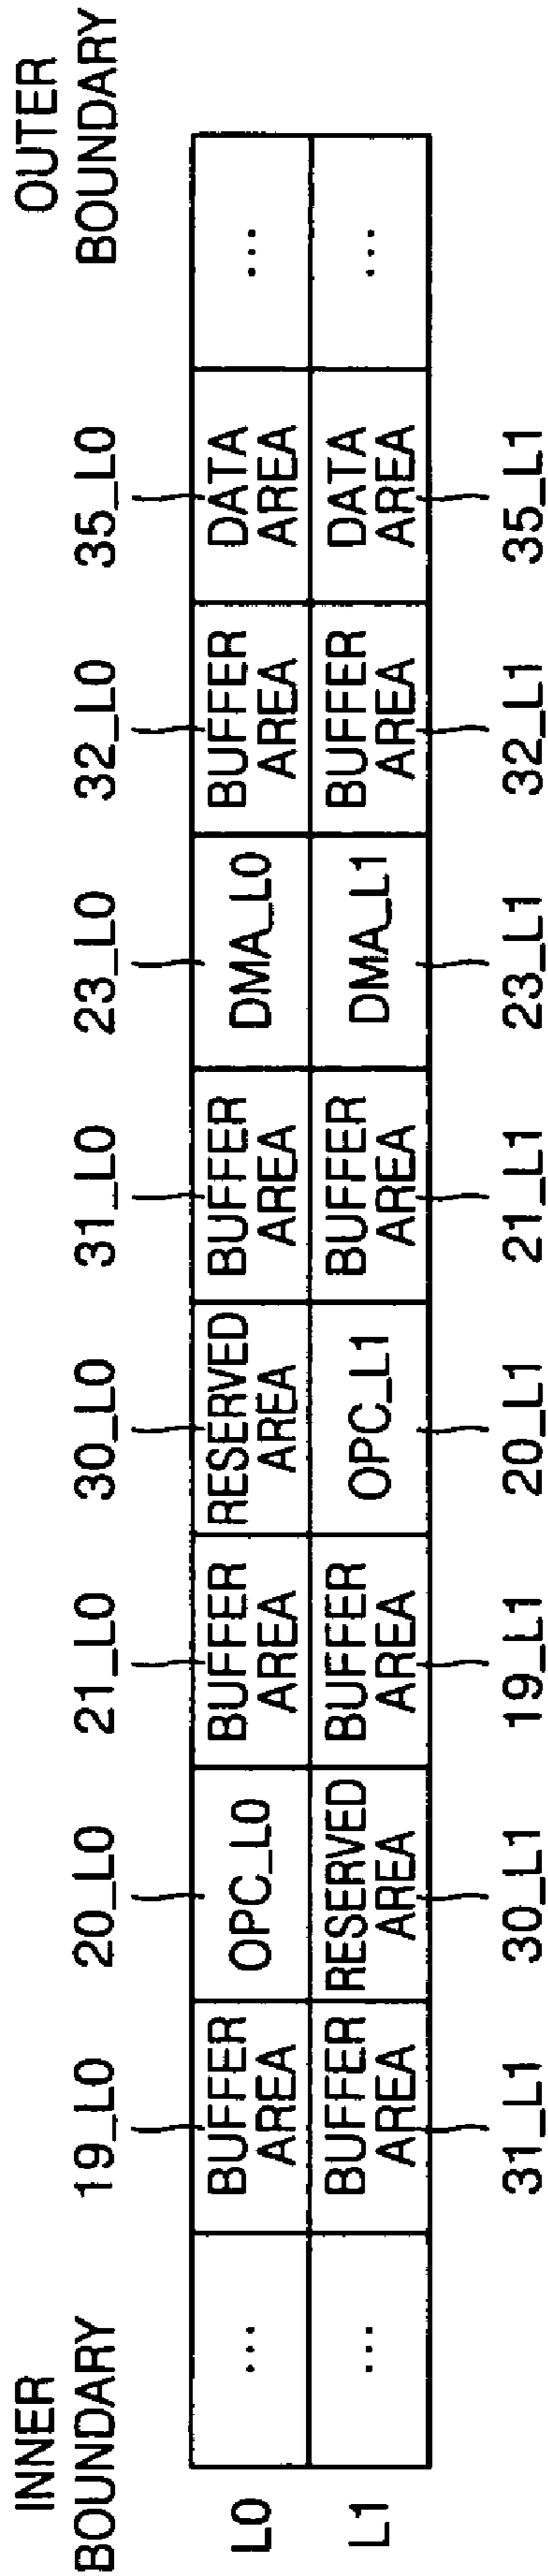 INNER
BOUNDARY
OUTER
BOUNDARY
19_L0
20_L0
21_L0
30_L0
31_L0
23_L0
32_L0
35_L0
L0
...
BUFFER
AREA
OPC_L0
BUFFER
AREA
RESERVED
AREA
BUFFER
AREA
DMA_L0
BUFFER
AREA
DATA
AREA
...
L1
...
BUFFER
AREA
RESERVED
AREA
BUFFER
AREA
OPC_L1
BUFFER
AREA
DMA_L1
BUFFER
AREA
DATA
AREA
...
31_L1
30_L1
19_L1
20_L1
21_L1
23_L1
32_L1
35_L1